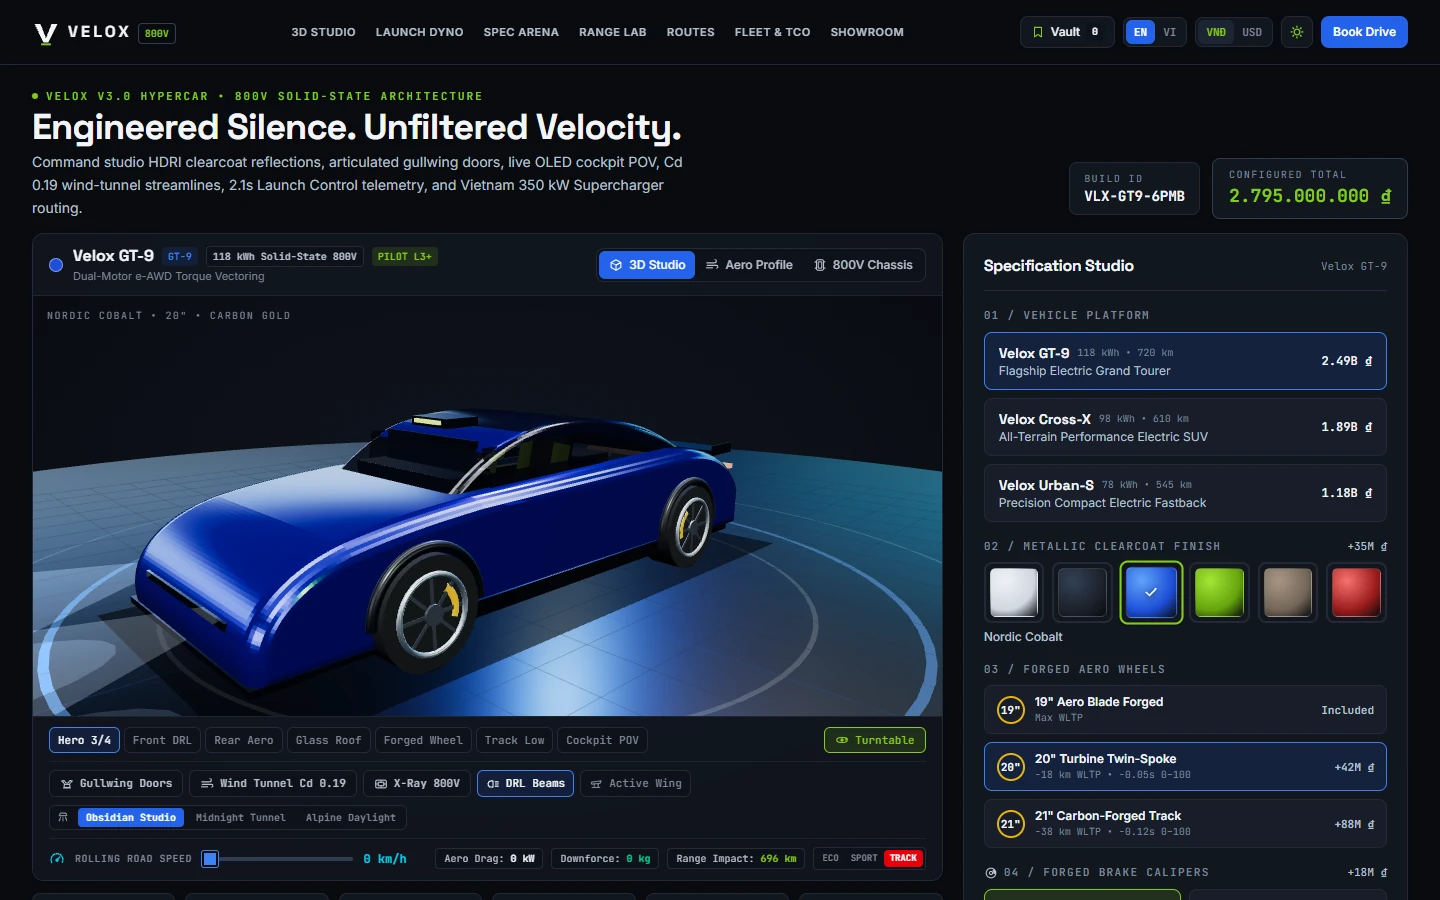 VELOX 800V
3D STUDIO LAUNCH DYNO SPEC ARENA RANGE LAB ROUTES FLEET & TCO SHOWROOM
Vault 0 EN VI VNĐ USD Book Drive
VELOX V3.0 HYPERCAR • 800V SOLID-STATE ARCHITECTURE
Engineered Silence. Unfiltered Velocity.
Command studio HDRI clearcoat reflections, articulated gullwing doors, live OLED cockpit POV, Cd
0.19 wind-tunnel streamlines, 2.1s Launch Control telemetry, and Vietnam 350 kW Supercharger
routing.
BUILD ID
VLX-GT9-6PMB
CONFIGURED TOTAL
2.795.000.000 ₫
Velox GT-9 GT-9 118 kWh Solid-State 800V PILOT L3+
Dual-Motor e-AWD Torque Vectoring
3D Studio Aero Profile 800V Chassis
NORDIC COBALT • 20" • CARBON GOLD
Hero 3/4 Front DRL Rear Aero Glass Roof Forged Wheel Track Low Cockpit POV Turntable
Gullwing Doors Wind Tunnel Cd 0.19 X-Ray 800V DRL Beams Active Wing
Obsidian Studio Midnight Tunnel Alpine Daylight
ROLLING ROAD SPEED 0 km/h Aero Drag: 0 kW Downforce: 0 kg Range Impact: 696 km ECO SPORT TRACK
Specification Studio Velox GT-9
01 / VEHICLE PLATFORM
Velox GT-9 118 kWh • 720 km
Flagship Electric Grand Tourer
2.49B ₫
Velox Cross-X 98 kWh • 610 km
All-Terrain Performance Electric SUV
1.89B ₫
Velox Urban-S 78 kWh • 545 km
Precision Compact Electric Fastback
1.18B ₫
02 / METALLIC CLEARCOAT FINISH +35M ₫
Nordic Cobalt
03 / FORGED AERO WHEELS
19" 19" Aero Blade Forged
Max WLTP
Included
20" 20" Turbine Twin-Spoke
-18 km WLTP • -0.05s 0-100
+42M ₫
21" 21" Carbon-Forged Track
-38 km WLTP • -0.12s 0-100
+88M ₫
04 / FORGED BRAKE CALIPERS +18M ₫